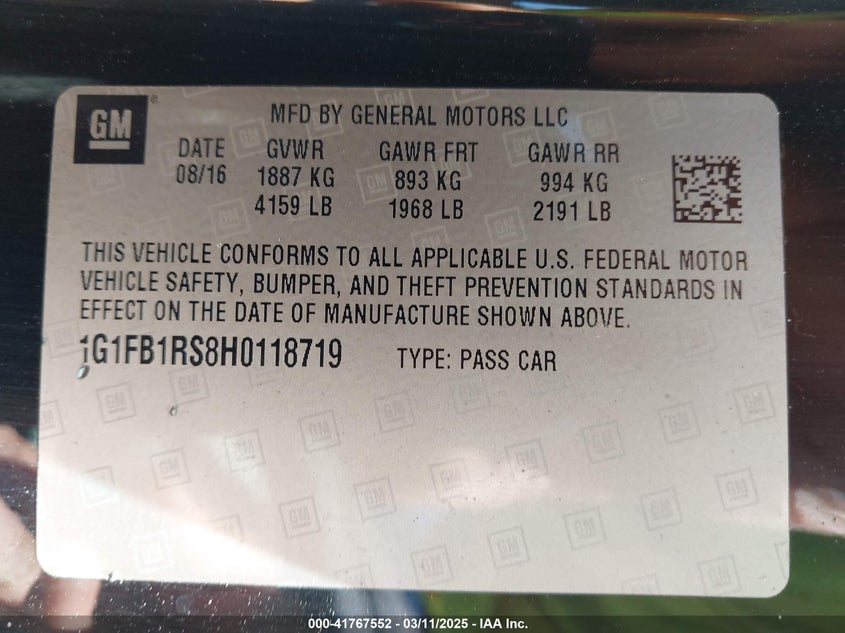 GM
MFD BY GENERAL MOTORS LLC
DATE GVWR GAWR FRT GAWR RR
08/16 1887 KG 893 KG 994 KG
4159 LB 1968 LB 2191 LB
THIS VEHICLE CONFORMS TO ALL APPLICABLE U.S. FEDERAL MOTOR
VEHICLE SAFETY, BUMPER, AND THEFT PREVENTION STANDARDS IN
EFFECT ON THE DATE OF MANUFACTURE SHOWN ABOVE.
1G1FB1RS8H0118719 TYPE: PASS CAR
000-41767552 - 03/11/2025 - IAA Inc.